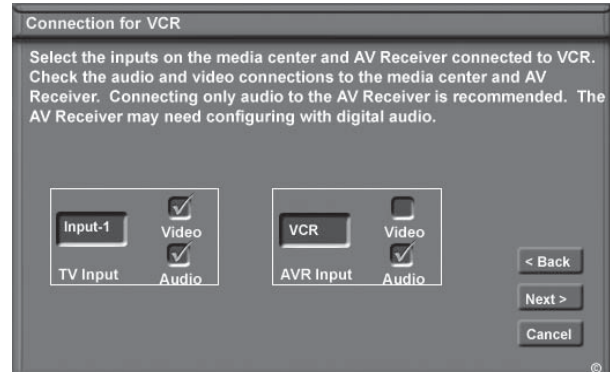 Connection for VCR
Select the inputs on the media center and AV Receiver connected to VCR.
Check the audio and video connections to the media center and AV
Receiver. Connecting only audio to the AV Receiver is recommended. The
AV Receiver may need configuring with digital audio.
Input-1
Video
TV Input
Audio
VCR
Video
AVR Input
Audio
< Back
Next >
Cancel
©